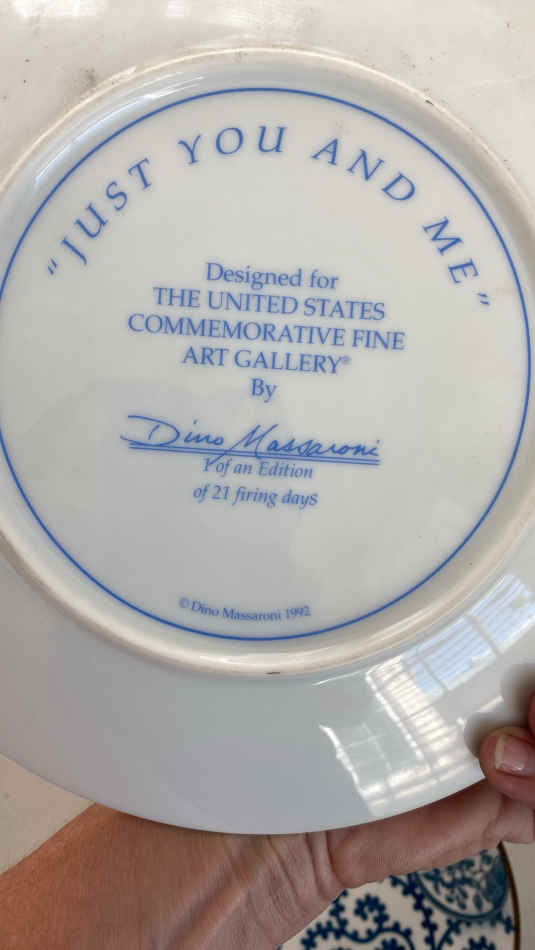 "JUST YOU AND ME"
Designed for
THE UNITED STATES
COMMEMORATIVE FINE
ART GALLERY®
By
Dino Massaroni
1 of an Edition
of 21 firing days
© Dino Massaroni 1992